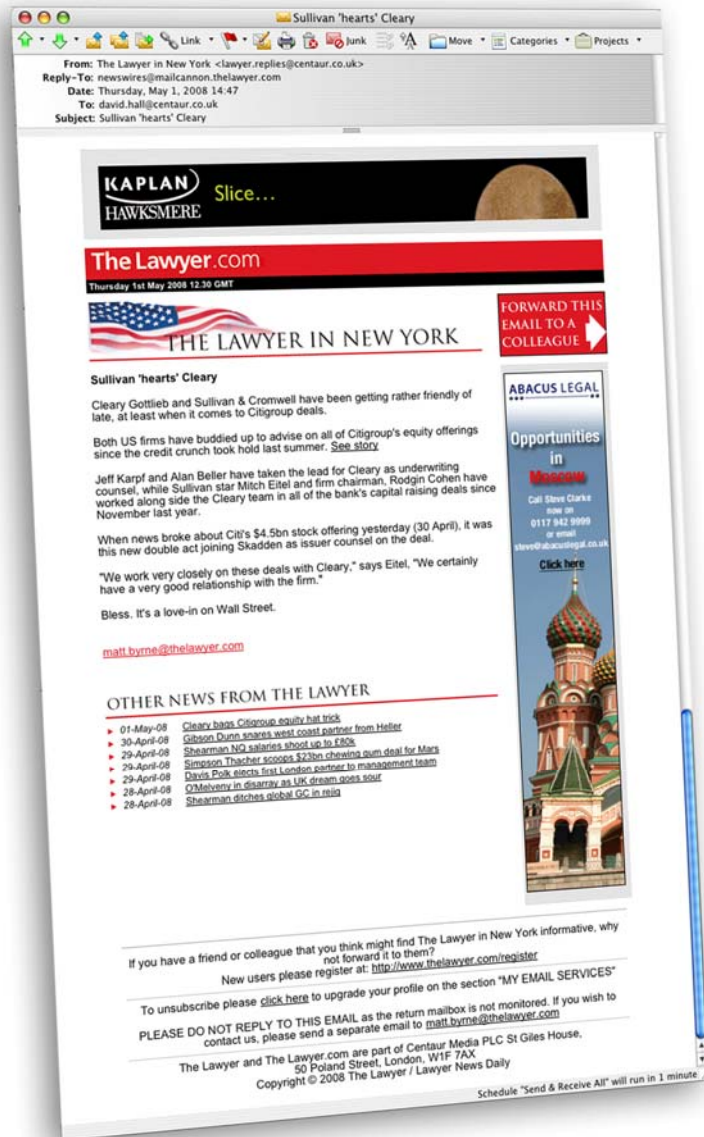 Sullivan 'hearts' Cleary
Link
Junk
Move
Categories
Projects
From: The Lawyer in New York <lawyer.replies@centaur.co.uk>
Reply-To: newswires@mailcannon.thelawyer.com
Date: Thursday, May 1, 2008 14:47
To: david.hall@centaur.co.uk
Subject: Sullivan 'hearts' Cleary
KAPLAN
HAWKSMERE
Slice...
TheLawyer.com
Thursday 1st May 2008 12.30 GMT
THE LAWYER IN NEW YORK
FORWARD THIS
EMAIL TO A
COLLEAGUE
Sullivan 'hearts' Cleary
Cleary Gottlieb and Sullivan & Cromwell have been getting rather friendly of
late, at least when it comes to Citigroup deals.
Both US firms have buddied up to advise on all of Citigroup's equity offerings
since the credit crunch took hold last summer. See story
Jeff Karpf and Alan Beller have taken the lead for Cleary as underwriting
counsel, while Sullivan star Mitch Eitel and firm chairman, Rodgin Cohen have
worked along side the Cleary team in all of the bank's capital raising deals since
November last year.
When news broke about Citi's $4.5bn stock offering yesterday (30 April), it was
this new double act joining Skadden as issuer counsel on the deal.
"We work very closely on these deals with Cleary," says Eitel, "We certainly
have a very good relationship with the firm."
Bless. It's a love-in on Wall Street.
matt.byrne@thelawyer.com
ABACUS LEGAL
Opportunities
in
Moscow
Call Steve Clarke
now on
0117 942 9999
or email
steve@abacuslegal.co.uk
Click here
OTHER NEWS FROM THE LAWYER
01-May-08 Cleary bags Citigroup equity hat trick
30-April-08 Gibson Dunn snares west coast partner from Heller
29-April-08 Shearman NQ salaries shoot up to £80k
29-April-08 Simpson Thacher scoops $23bn chewing gum deal for Mars
29-April-08 Davis Polk elects first London partner to management team
28-April-08 O'Melveny in disarray as UK dream goes sour
28-April-08 Shearman ditches global GC in rejig
If you have a friend or colleague that you think might find The Lawyer in New York informative, why
not forward it to them?
New users please register at: http://www.thelawyer.com/register
To unsubscribe please click here to upgrade your profile on the section "MY EMAIL SERVICES"
PLEASE DO NOT REPLY TO THIS EMAIL as the return mailbox is not monitored. If you wish to
contact us, please send a separate email to matt.byrne@thelawyer.com
The Lawyer and The Lawyer.com are part of Centaur Media PLC St Giles House,
50 Poland Street, London, W1F 7AX
Copyright © 2008 The Lawyer / Lawyer News Daily
Schedule "Send & Receive All" will run in 1 minute